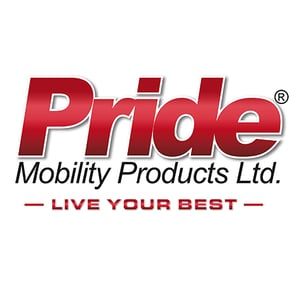 Pride®
Mobility Products Ltd.
— LIVE YOUR BEST —